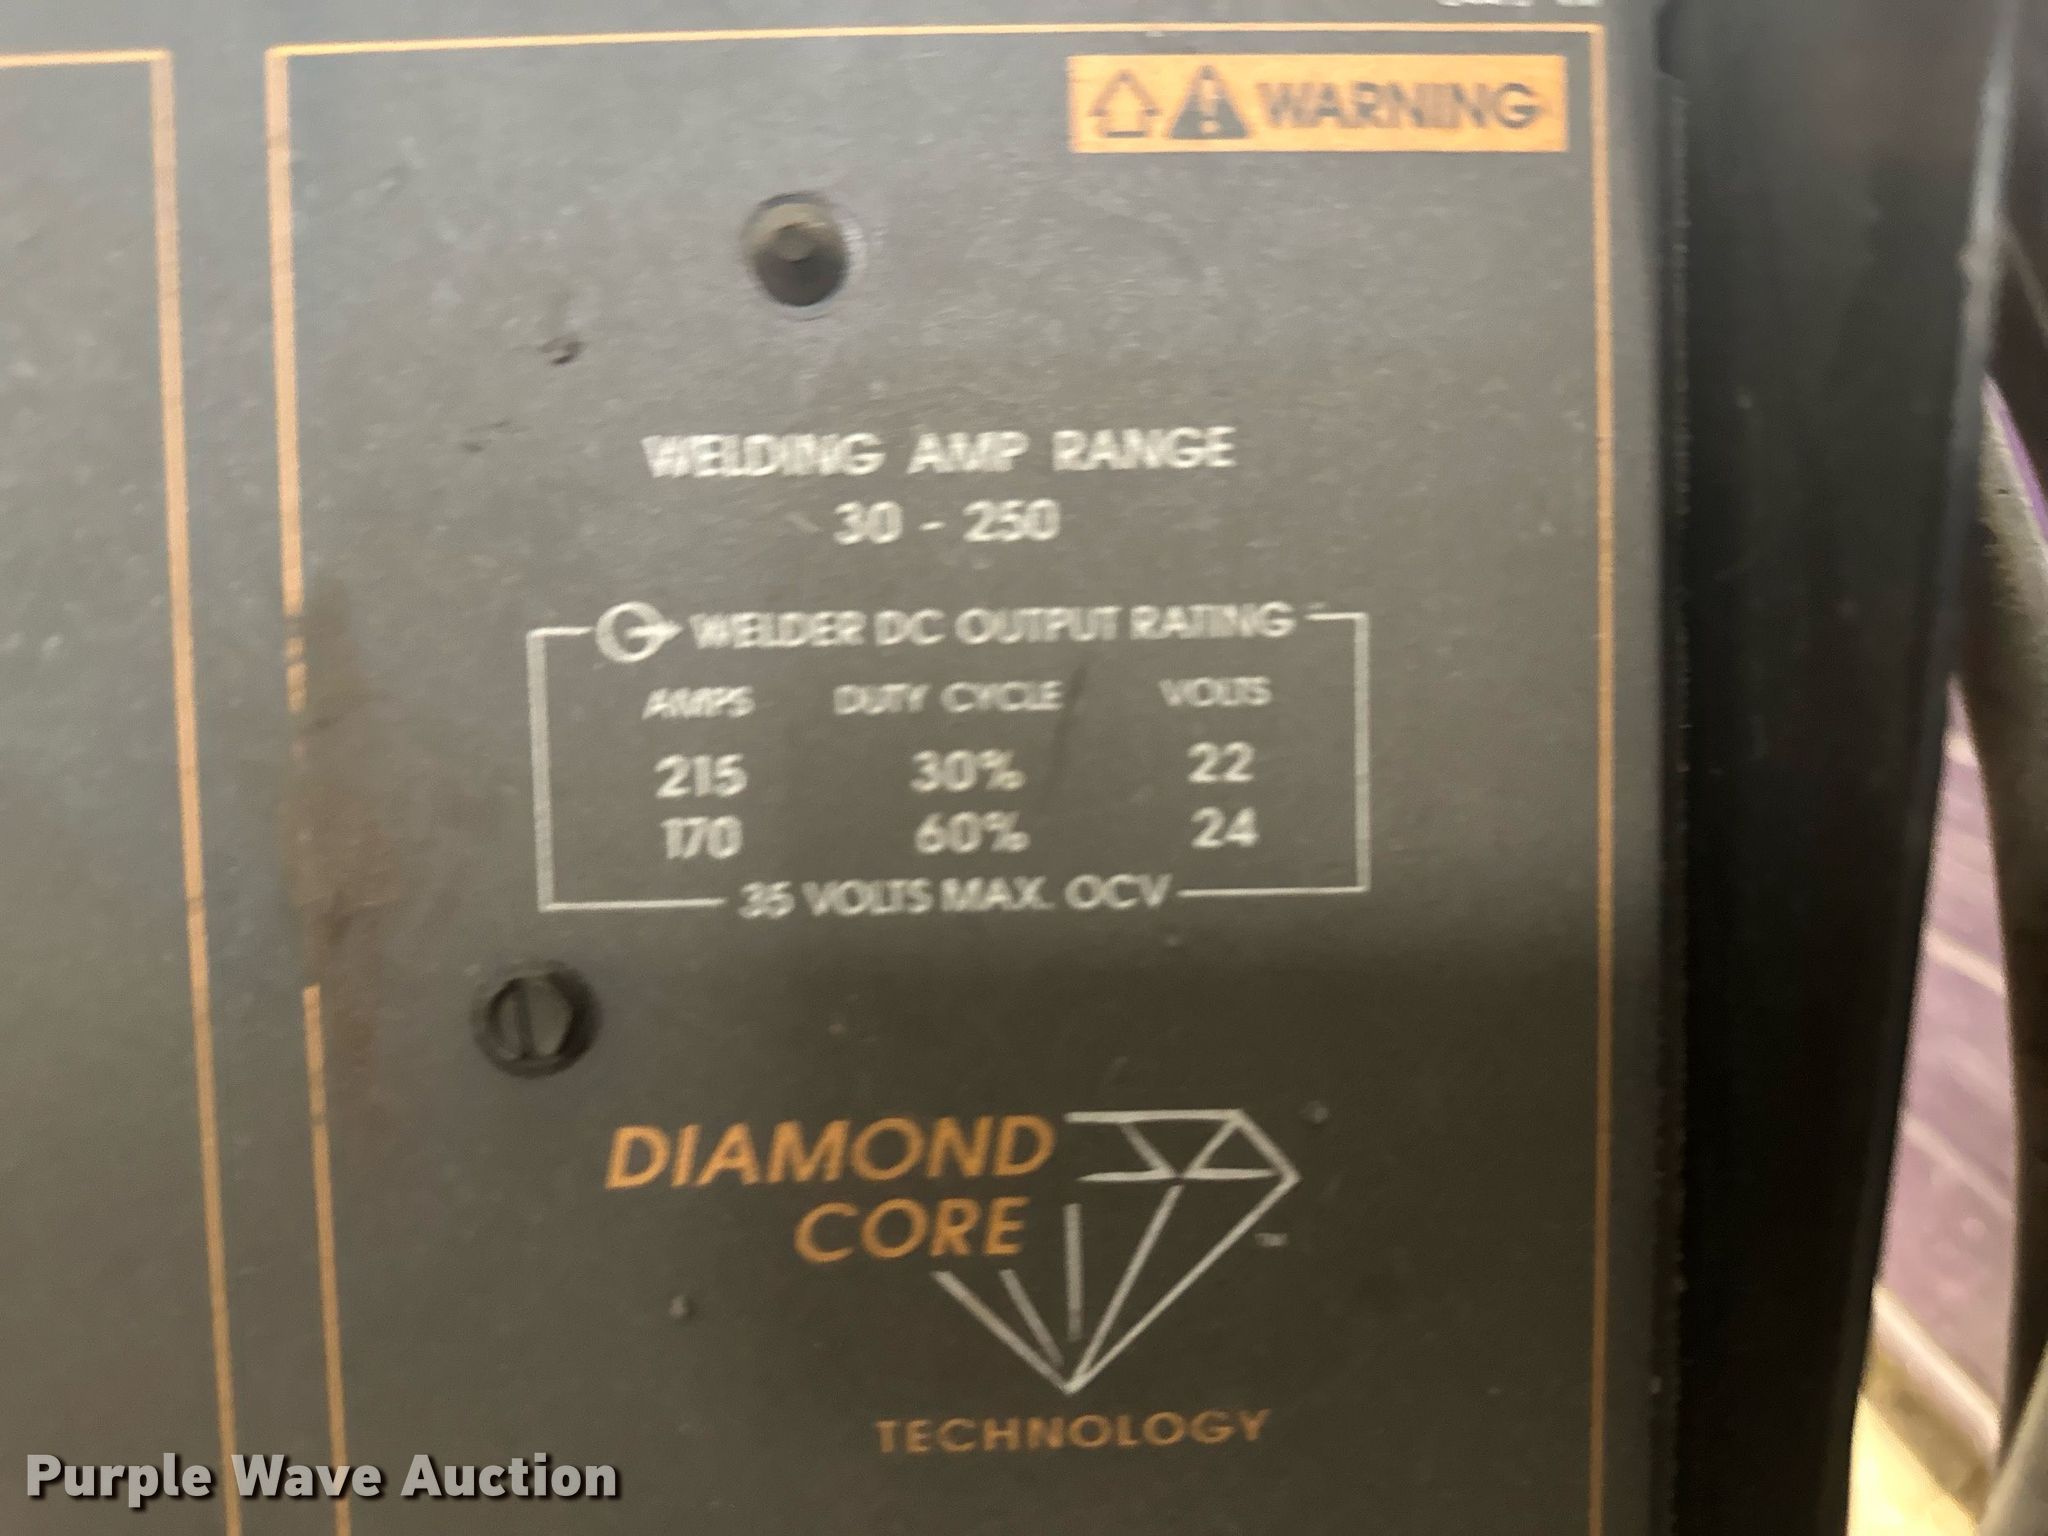 WARNING
WELDING AMP RANGE
30 - 250
WELDER DC OUTPUT RATING
AMPS DUTY CYCLE VOLTS
215 30% 22
170 60% 24
35 VOLTS MAX. OCV
DIAMOND
CORE
TM
TECHNOLOGY
Purple Wave Auction